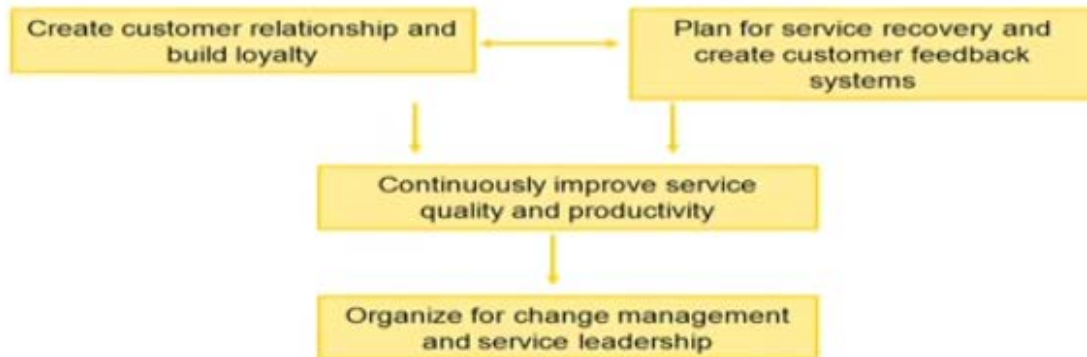 Create customer relationship and
build loyalty
Plan for service recovery and
create customer feedback
systems
Continuously improve service
quality and productivity
Organize for change management
and service leadership